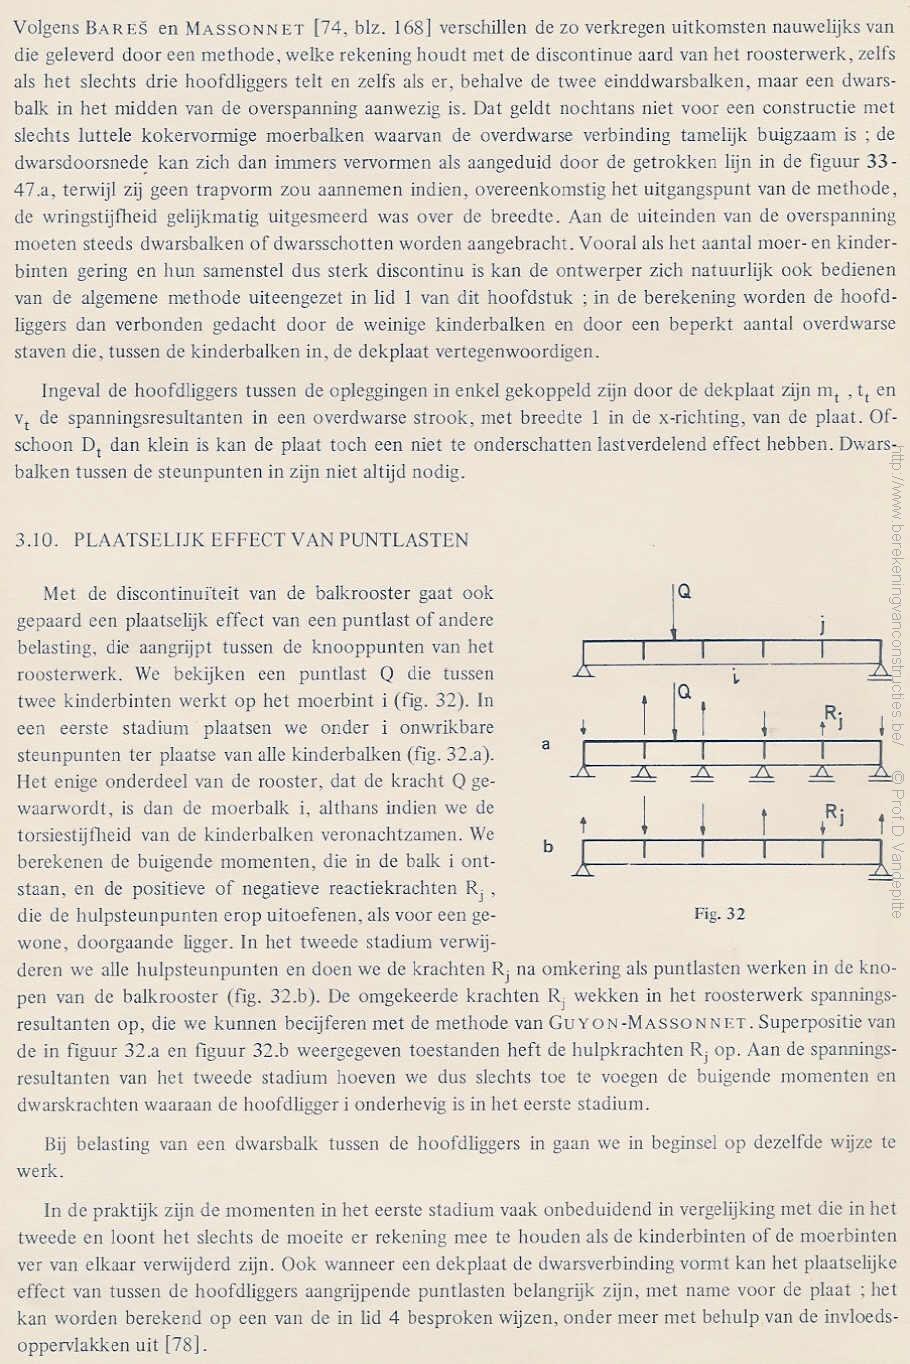 Volgens BAREŠ en MASSONNET [74, blz. 168] verschillen de zo verkregen uitkomsten nauwelijks van
die geleverd door een methode, welke rekening houdt met de discontinue aard van het roosterwerk, zelfs
als het slechts drie hoofdliggers telt en zelfs als er, behalve de twee einddwarsbalken, maar een dwars-
balk in het midden van de overspanning aanwezig is. Dat geldt nochtans niet voor een constructie met
slechts luttele kokervormige moerbalken waarvan de overdwarse verbinding tamelijk buigzaam is ; de
dwarsdoorsnede kan zich dan immers vervormen als aangeduid door de getrokken lijn in de figuur 33-
47.a, terwijl zij geen trapvorm zou aannemen indien, overeenkomstig het uitgangspunt van de methode,
de wringstijfheid gelijkmatig uitgesmeerd was over de breedte. Aan de uiteinden van de overspanning
moeten steeds dwarsbalken of dwarsschotten worden aangebracht. Vooral als het aantal moer- en kinder-
binten gering en hun samenstel dus sterk discontinu is kan de ontwerper zich natuurlijk ook bedienen
van de algemene methode uiteengezet in lid 1 van dit hoofdstuk ; in de berekening worden de hoofd-
liggers dan verbonden gedacht door de weinige kinderbalken en door een beperkt aantal overdwarse
staven die, tussen de kinderbalken in, de dekplaat vertegenwoordigen.
Ingeval de hoofdliggers tussen de opleggingen in enkel gekoppeld zijn door de dekplaat zijn m_t , t_t en
v_t de spanningsresultanten in een overdwarse strook, met breedte 1 in de x-richting, van de plaat. Of-
schoon D_t dan klein is kan de plaat toch een niet te onderschatten lastverdelend effect hebben. Dwars-
balken tussen de steunpunten in zijn niet altijd nodig.
3.10. PLAATSELIJK EFFECT VAN PUNTLASTEN
Met de discontinuïteit van de balkrooster gaat ook
gepaard een plaatselijk effect van een puntlast of andere
belasting, die aangrijpt tussen de knooppunten van het
roosterwerk. We bekijken een puntlast Q die tussen
twee kinderbinten werkt op het moerbint i (fig. 32). In
een eerste stadium plaatsen we onder i onwrikbare
steunpunten ter plaatse van alle kinderbalken (fig. 32.a).
Het enige onderdeel van de rooster, dat de kracht Q ge-
waarwordt, is dan de moerbalk i, althans indien we de
torsiestijfheid van de kinderbalken veronachtzamen. We
berekenen de buigende momenten, die in de balk i ont-
staan, en de positieve of negatieve reactiekrachten R_j ,
die de hulpsteunpunten erop uitoefenen, als voor een ge-
wone, doorgaande ligger. In het tweede stadium verwij-
deren we alle hulpsteunpunten en doen we de krachten R_j na omkering als puntlasten werken in de kno-
pen van de balkrooster (fig. 32.b). De omgekeerde krachten R_j wekken in het roosterwerk spannings-
resultanten op, die we kunnen becijferen met de methode van GUYON-MASSONNET. Superpositie van
de in figuur 32.a en figuur 32.b weergegeven toestanden heft de hulpkrachten R_j op. Aan de spannings-
resultanten van het tweede stadium hoeven we dus slechts toe te voegen de buigende momenten en
dwarskrachten waaraan de hoofdligger i onderhevig is in het eerste stadium.
Bij belasting van een dwarsbalk tussen de hoofdliggers in gaan we in beginsel op dezelfde wijze te
werk.
In de praktijk zijn de momenten in het eerste stadium vaak onbeduidend in vergelijking met die in het
tweede en loont het slechts de moeite er rekening mee te houden als de kinderbinten of de moerbinten
ver van elkaar verwijderd zijn. Ook wanneer een dekplaat de dwarsverbinding vormt kan het plaatselijke
effect van tussen de hoofdliggers aangrijpende puntlasten belangrijk zijn, met name voor de plaat ; het
kan worden berekend op een van de in lid 4 besproken wijzen, onder meer met behulp van de invloeds-
oppervlakken uit [78].
Q
j
i
Q
R_j
a
R_j
b
Fig. 32
http://www.berekeningvanconstructies.be/ © Prof D Vandepitte